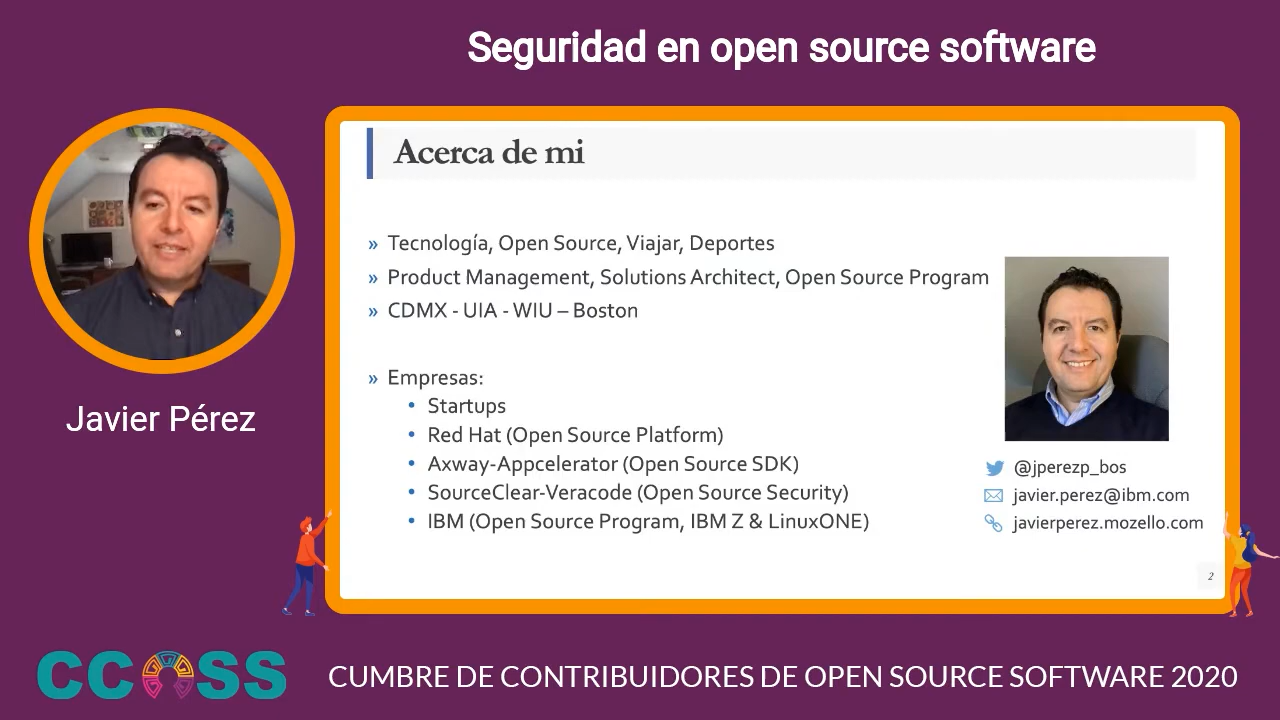 Seguridad en open source software
Acerca de mi
» Tecnología, Open Source, Viajar, Deportes
» Product Management, Solutions Architect, Open Source Program
» CDMX - UIA - WIU – Boston
» Empresas:
• Startups
• Red Hat (Open Source Platform)
• Axway-Appcelerator (Open Source SDK)
• SourceClear-Veracode (Open Source Security)
• IBM (Open Source Program, IBM Z & LinuxONE)
@jperezp_bos
javier.perez@ibm.com
javierperez.mozello.com
2
Javier Pérez
CCOSS
CUMBRE DE CONTRIBUIDORES DE OPEN SOURCE SOFTWARE 2020